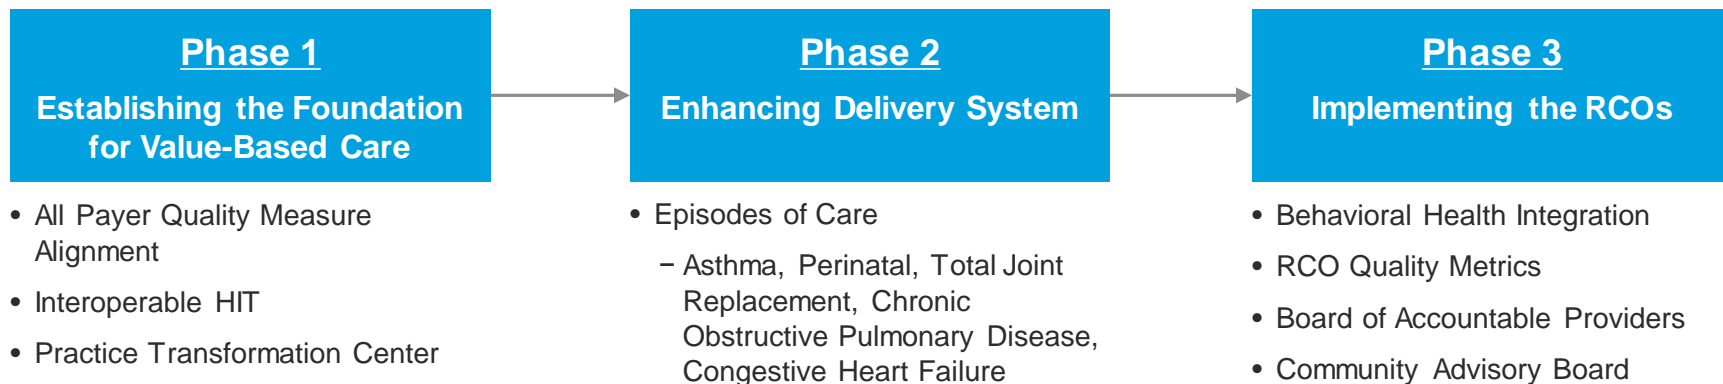 Phase 1
Establishing the Foundation
for Value-Based Care
• All Payer Quality Measure
Alignment
• Interoperable HIT
• Practice Transformation Center
Phase 2
Enhancing Delivery System
• Episodes of Care
− Asthma, Perinatal, Total Joint
Replacement, Chronic
Obstructive Pulmonary Disease,
Congestive Heart Failure
Phase 3
Implementing the RCOs
• Behavioral Health Integration
• RCO Quality Metrics
• Board of Accountable Providers
• Community Advisory Board